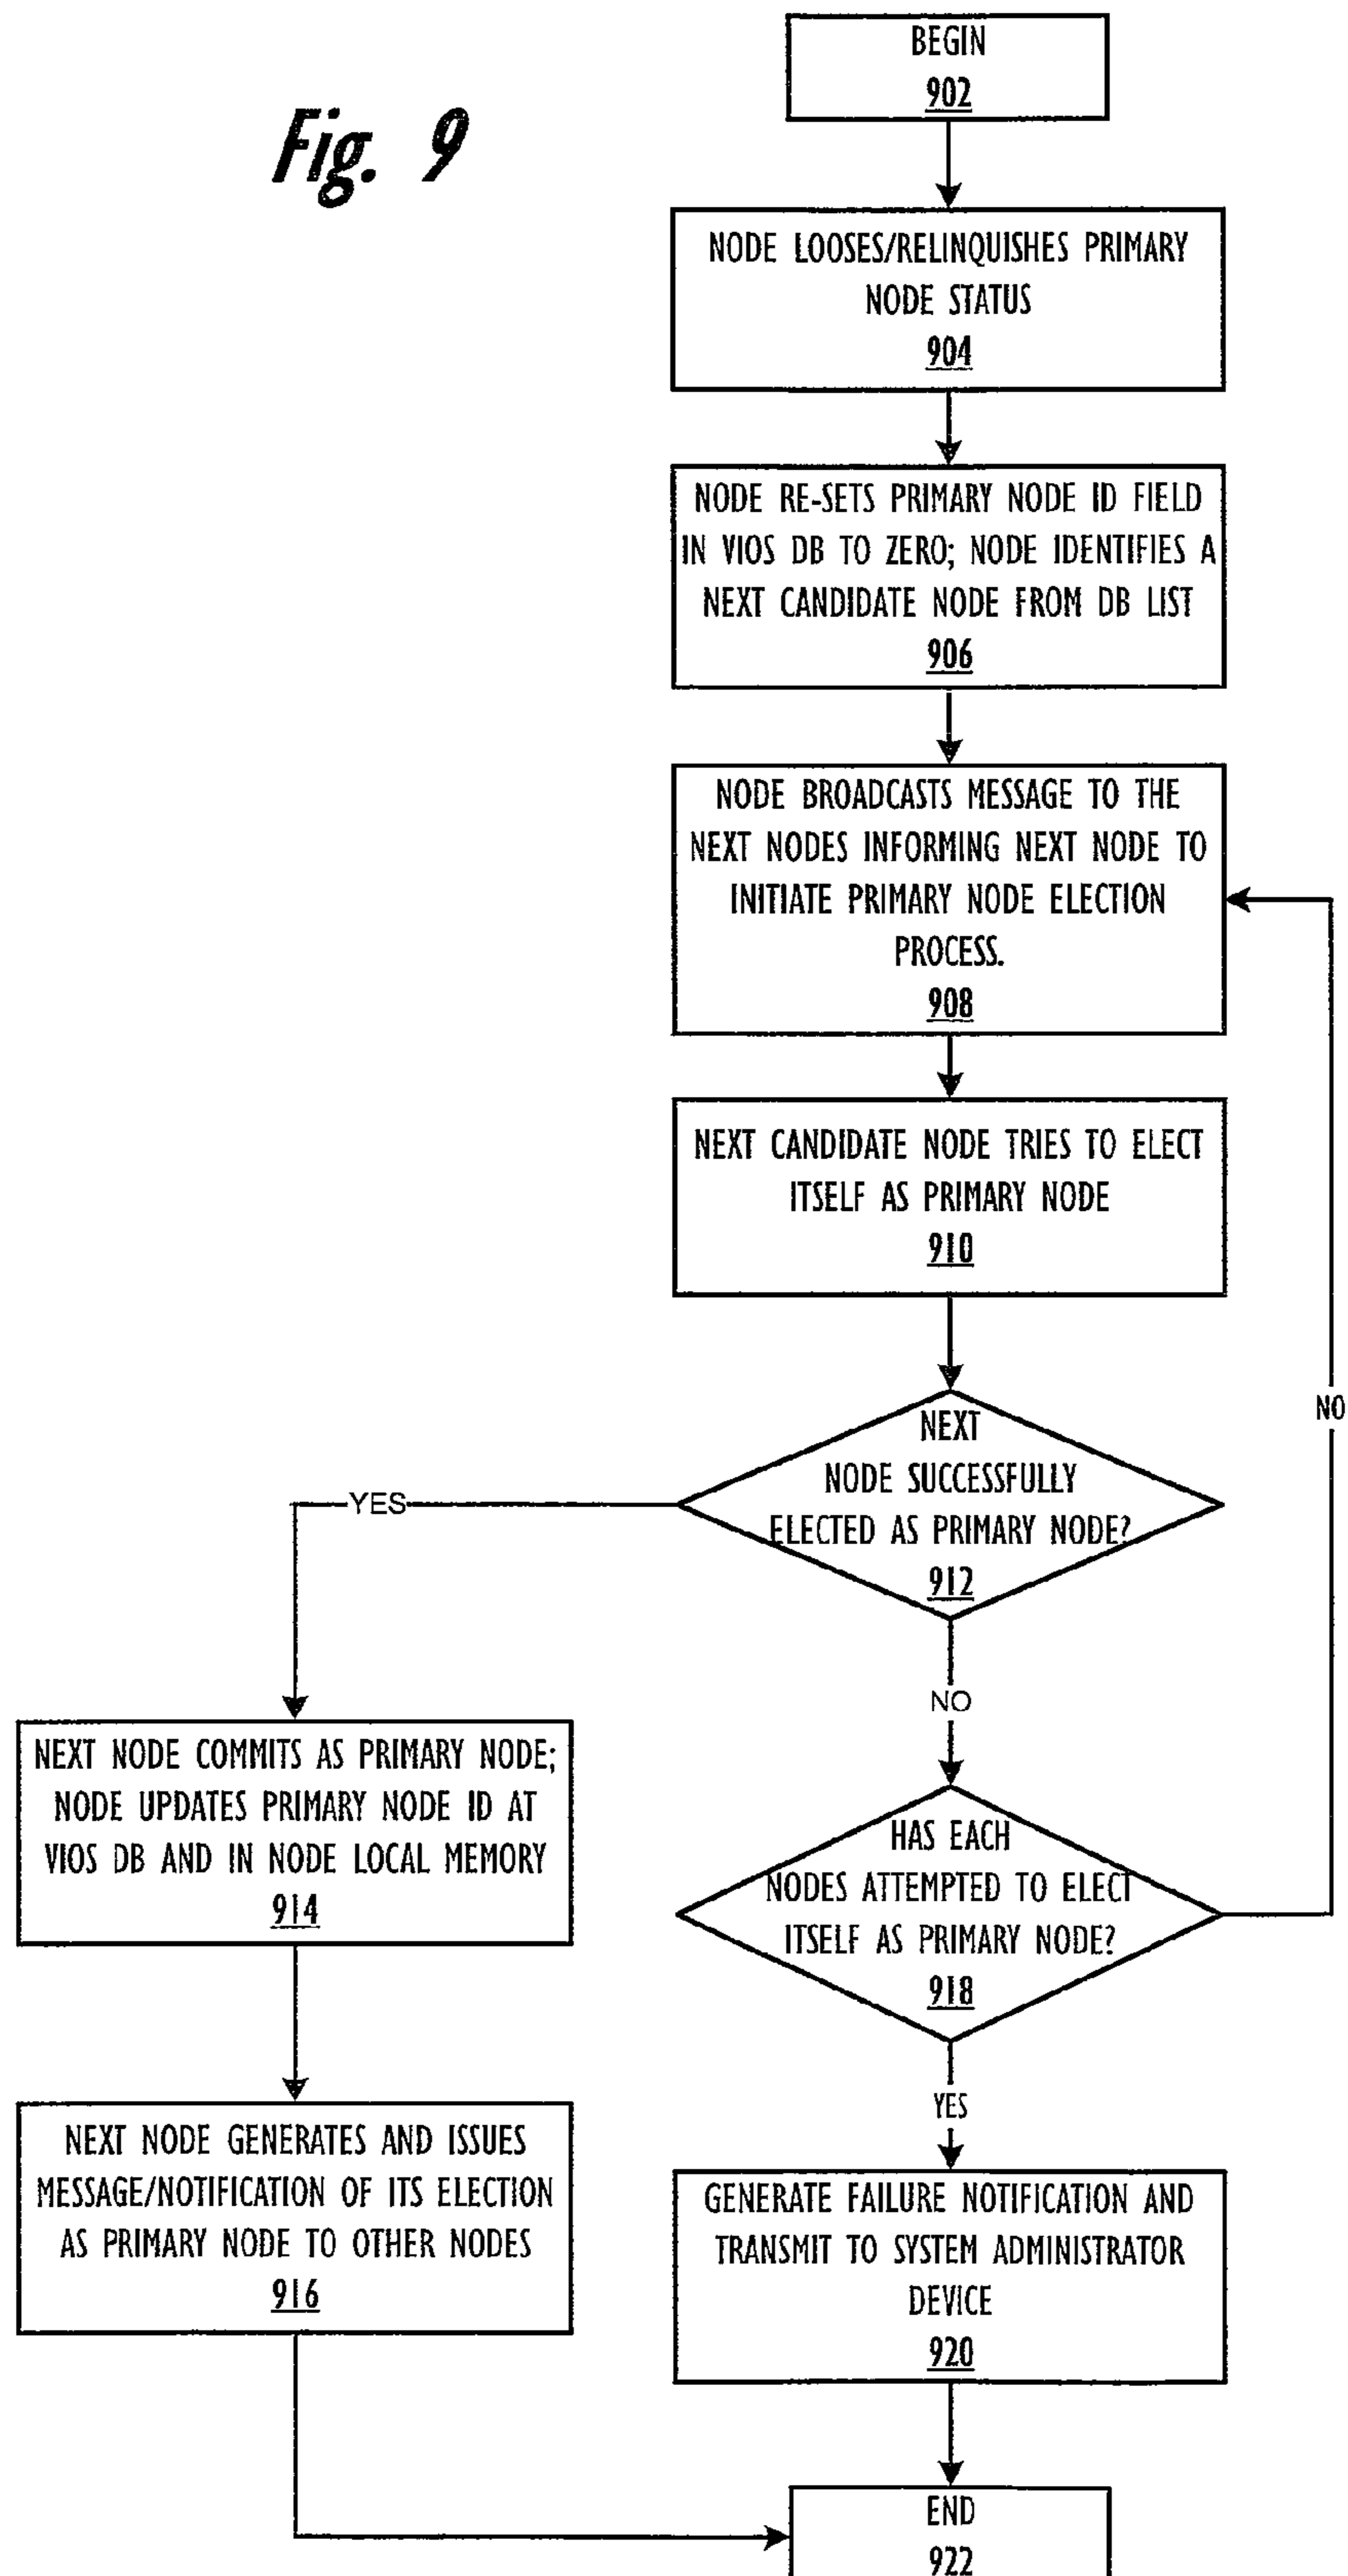 Fig. 9
BEGIN
902
NODE LOOSES/RELINQUISHES PRIMARY
NODE STATUS
904
NODE RE-SETS PRIMARY NODE ID FIELD
IN VIOS DB TO ZERO; NODE IDENTIFIES A
NEXT CANDIDATE NODE FROM DB LIST
906
NODE BROADCASTS MESSAGE TO THE
NEXT NODES INFORMING NEXT NODE TO
INITIATE PRIMARY NODE ELECTION
PROCESS.
908
NEXT CANDIDATE NODE TRIES TO ELECT
ITSELF AS PRIMARY NODE
910
NEXT
NODE SUCCESSFULLY
ELECTED AS PRIMARY NODE?
912
YES
NO
NEXT NODE COMMITS AS PRIMARY NODE;
NODE UPDATES PRIMARY NODE ID AT
VIOS DB AND IN NODE LOCAL MEMORY
914
NEXT NODE GENERATES AND ISSUES
MESSAGE/NOTIFICATION OF ITS ELECTION
AS PRIMARY NODE TO OTHER NODES
916
HAS EACH
NODES ATTEMPTED TO ELECT
ITSELF AS PRIMARY NODE?
918
NO
YES
GENERATE FAILURE NOTIFICATION AND
TRANSMIT TO SYSTEM ADMINISTRATOR
DEVICE
920
END
922